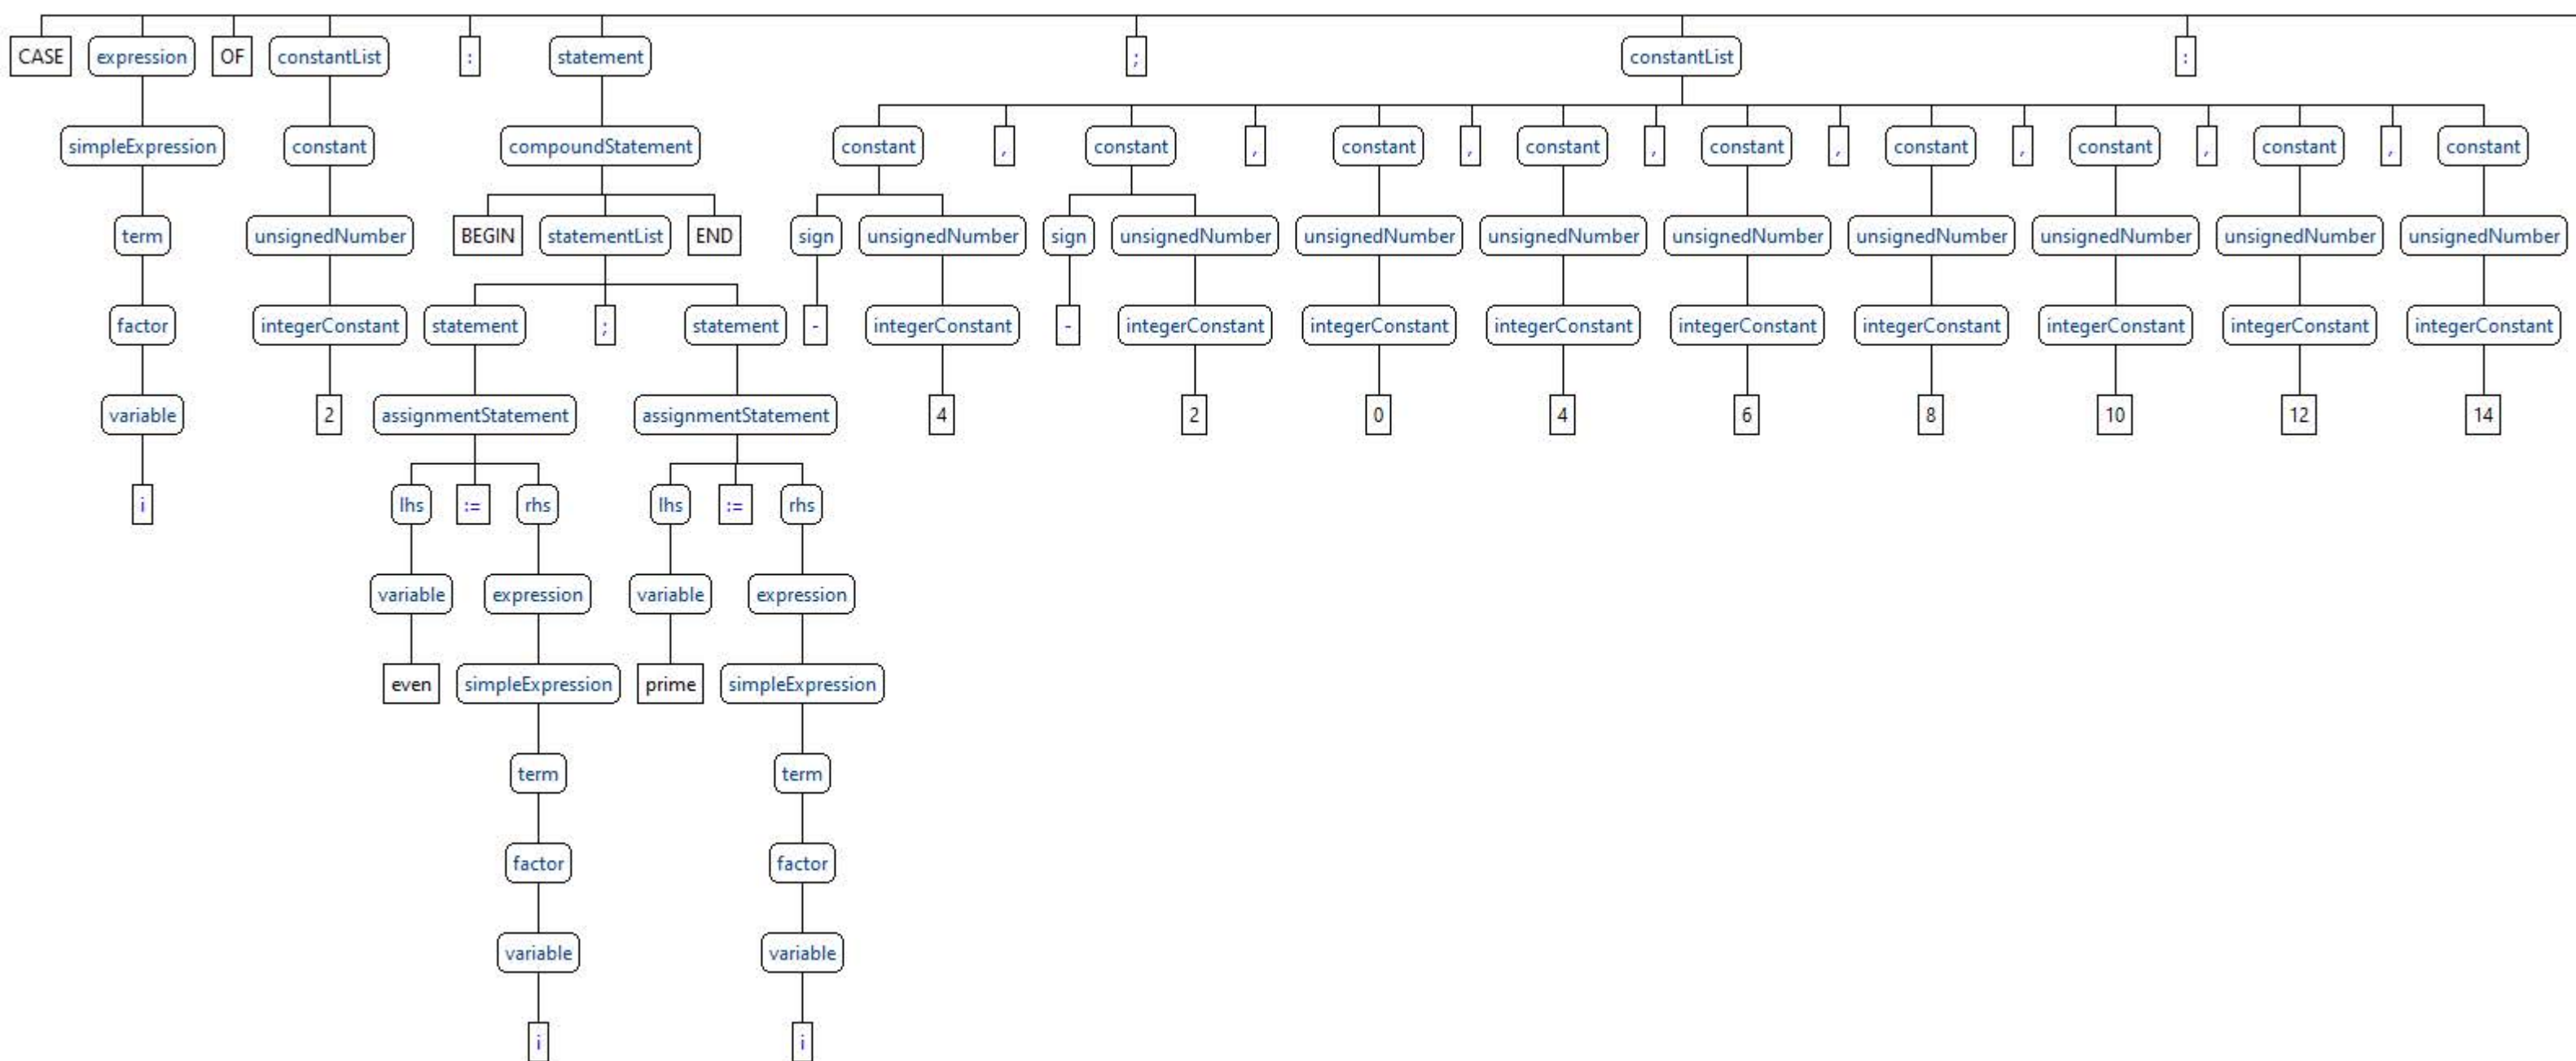 CASE expression OF constantList : statement ; constantList :
simpleExpression constant compoundStatement constant , constant , constant , constant , constant , constant , constant , constant , constant
term unsignedNumber BEGIN statementList END sign unsignedNumber sign unsignedNumber unsignedNumber unsignedNumber unsignedNumber unsignedNumber unsignedNumber unsignedNumber unsignedNumber
factor integerConstant statement ; statement - integerConstant - integerConstant integerConstant integerConstant integerConstant integerConstant integerConstant integerConstant integerConstant
variable 2 assignmentStatement assignmentStatement 4 2 0 4 6 8 10 12 14
i lhs := rhs lhs := rhs
variable expression variable expression
even simpleExpression prime simpleExpression
term term
factor factor
variable variable
i i